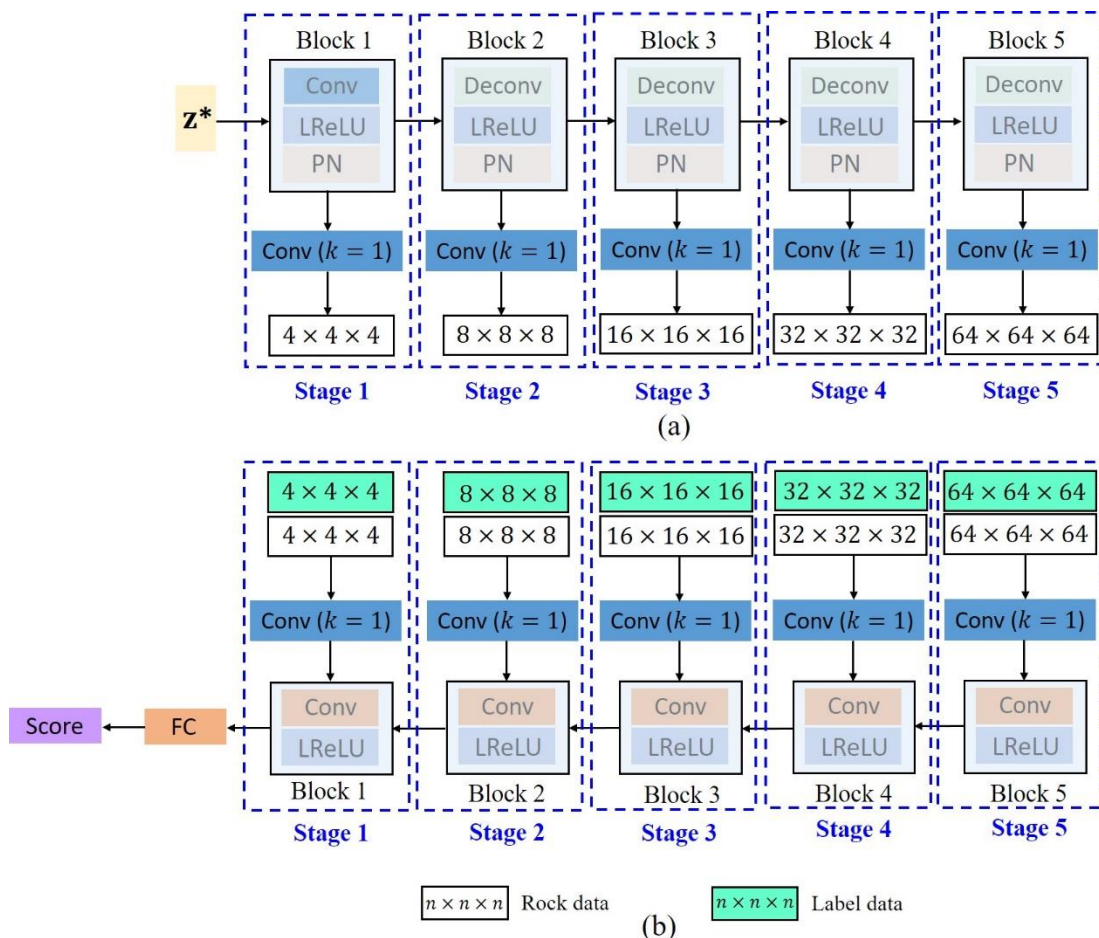 Block 1 Block 2 Block 3 Block 4 Block 5
Conv Deconv Deconv Deconv Deconv
z* LReLU LReLU LReLU LReLU LReLU
PN PN PN PN PN
Conv (k = 1) Conv (k = 1) Conv (k = 1) Conv (k = 1) Conv (k = 1)
4 × 4 × 4 8 × 8 × 8 16 × 16 × 16 32 × 32 × 32 64 × 64 × 64
Stage 1 Stage 2 Stage 3 Stage 4 Stage 5
(a)
4 × 4 × 4 8 × 8 × 8 16 × 16 × 16 32 × 32 × 32 64 × 64 × 64
4 × 4 × 4 8 × 8 × 8 16 × 16 × 16 32 × 32 × 32 64 × 64 × 64
Conv (k = 1) Conv (k = 1) Conv (k = 1) Conv (k = 1) Conv (k = 1)
Conv Conv Conv Conv Conv
Score FC LReLU LReLU LReLU LReLU LReLU
Block 1 Block 2 Block 3 Block 4 Block 5
Stage 1 Stage 2 Stage 3 Stage 4 Stage 5
n × n × n Rock data n × n × n Label data
(b)